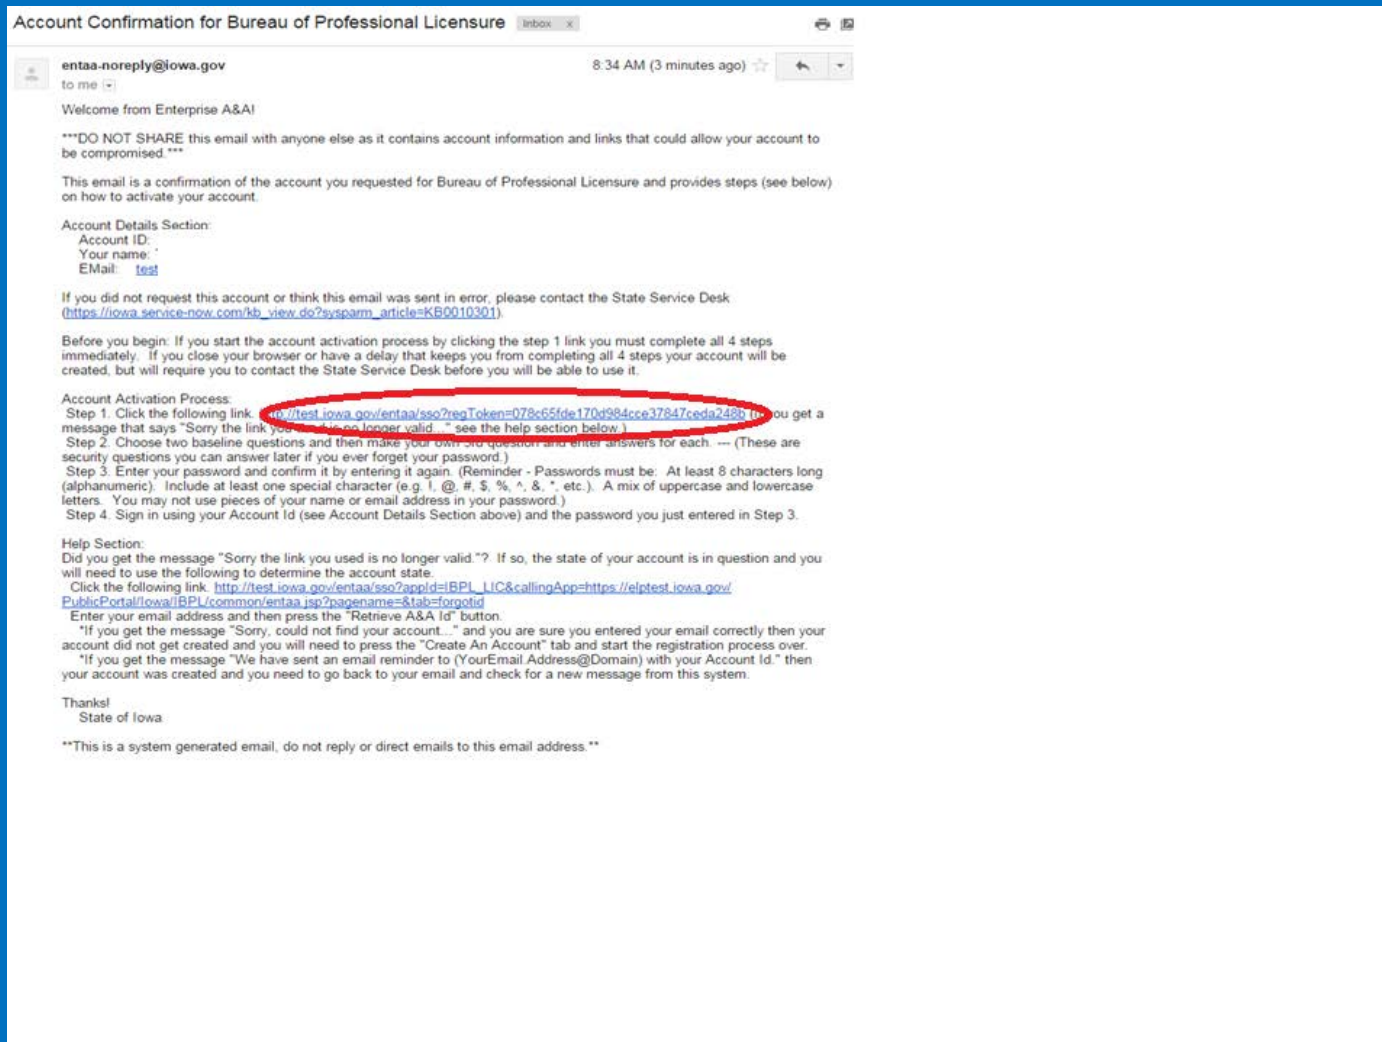 Account Confirmation for Bureau of Professional Licensure Inbox x
entaa-noreply@iowa.gov 8:34 AM (3 minutes ago)
to me
Welcome from Enterprise A&A!
***DO NOT SHARE this email with anyone else as it contains account information and links that could allow your account to
be compromised.***
This email is a confirmation of the account you requested for Bureau of Professional Licensure and provides steps (see below)
on how to activate your account.
Account Details Section:
Account ID:
Your name:
EMail: test
If you did not request this account or think this email was sent in error, please contact the State Service Desk
(https://iowa.service-now.com/kb_view.do?sysparm_article=KB0010301).
Before you begin: If you start the account activation process by clicking the step 1 link you must complete all 4 steps
immediately. If you close your browser or have a delay that keeps you from completing all 4 steps your account will be
created, but will require you to contact the State Service Desk before you will be able to use it.
Account Activation Process:
Step 1. Click the following link. http://test.iowa.gov/entaa/sso?regToken=078c65fde170d984cce37847ceda248b (If you get a
message that says "Sorry the link you used is no longer valid..." see the help section below.)
Step 2. Choose two baseline questions and then make your own 3rd question and enter answers for each. --- (These are
security questions you can answer later if you ever forget your password.)
Step 3. Enter your password and confirm it by entering it again. (Reminder - Passwords must be: At least 8 characters long
(alphanumeric). Include at least one special character (e.g. !, @, #, $, %, ^, &, *, etc.). A mix of uppercase and lowercase
letters. You may not use pieces of your name or email address in your password.)
Step 4. Sign in using your Account Id (see Account Details Section above) and the password you just entered in Step 3.
Help Section:
Did you get the message "Sorry the link you used is no longer valid."? If so, the state of your account is in question and you
will need to use the following to determine the account state.
Click the following link. http://test.iowa.gov/entaa/sso?appId=IBPL_LIC&callingApp=https://elptest.iowa.gov/
PublicPortal/Iowa/IBPL/common/entaa.jsp?pagename=&tab=forgotid
Enter your email address and then press the "Retrieve A&A Id" button.
*If you get the message "Sorry, could not find your account..." and you are sure you entered your email correctly then your
account did not get created and you will need to press the "Create An Account" tab and start the registration process over.
*If you get the message "We have sent an email reminder to (YourEmail.Address@Domain) with your Account Id." then
your account was created and you need to go back to your email and check for a new message from this system.
Thanks!
State of Iowa
**This is a system generated email, do not reply or direct emails to this email address.**